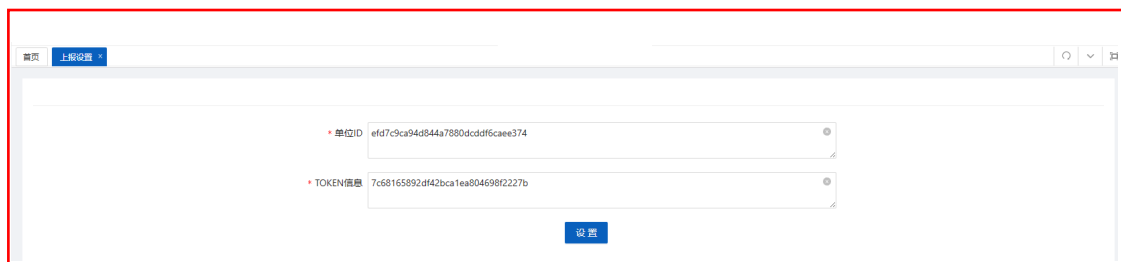 首页 上报设置 ×
* 单位ID efd7c9ca94d844a7880dcddf6caee374
* TOKEN信息 7c68165892df42bca1ea804698f2227b
设 置